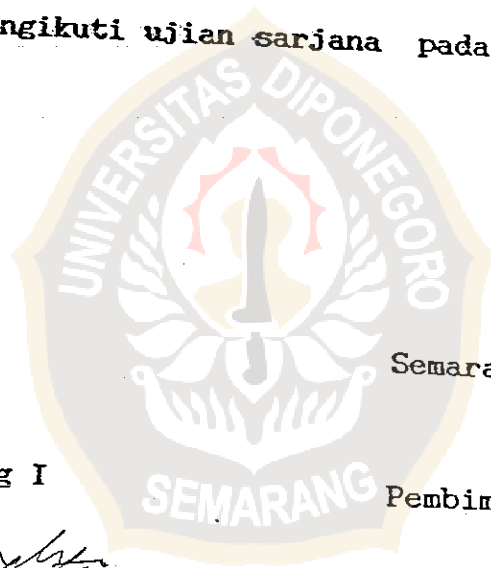 ngikuti ujian sarjana pada
UNIVERSITAS DIPONEGORO
Semara
g I
SEMARANG
Pembim